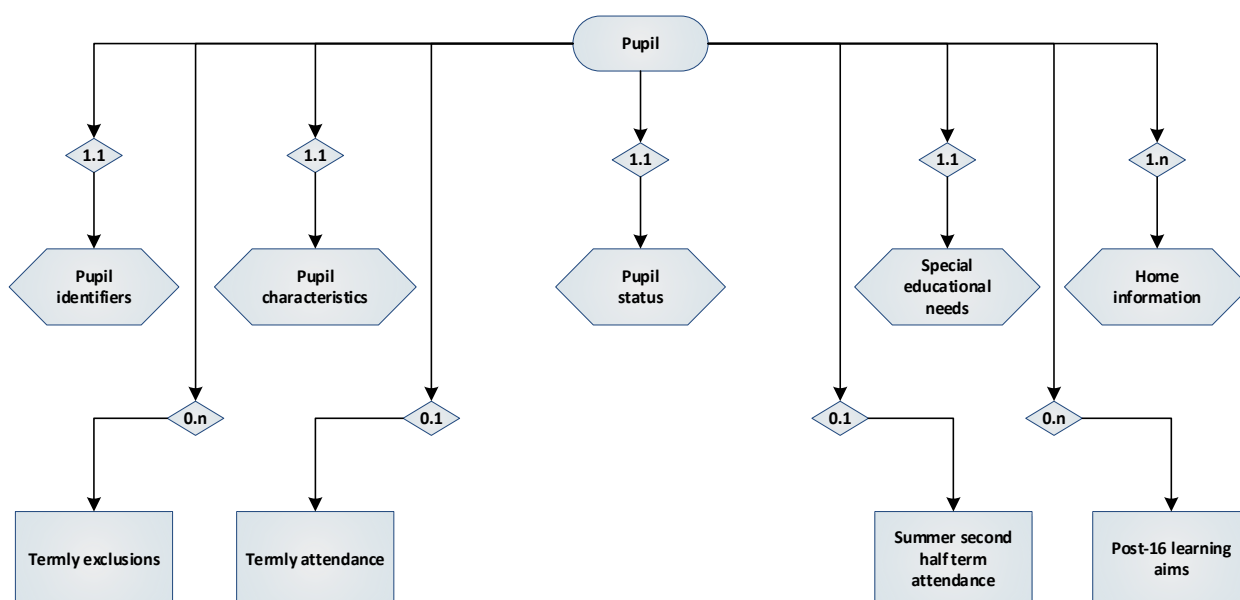 Pupil
1.1
1.1
1.1
1.1
1.n
Pupil
identifiers
Pupil
characteristics
Pupil
status
Special
educational
needs
Home
information
0.n
0.1
0.1
0.n
Termly exclusions
Termly attendance
Summer second
half term
attendance
Post-16 learning
aims